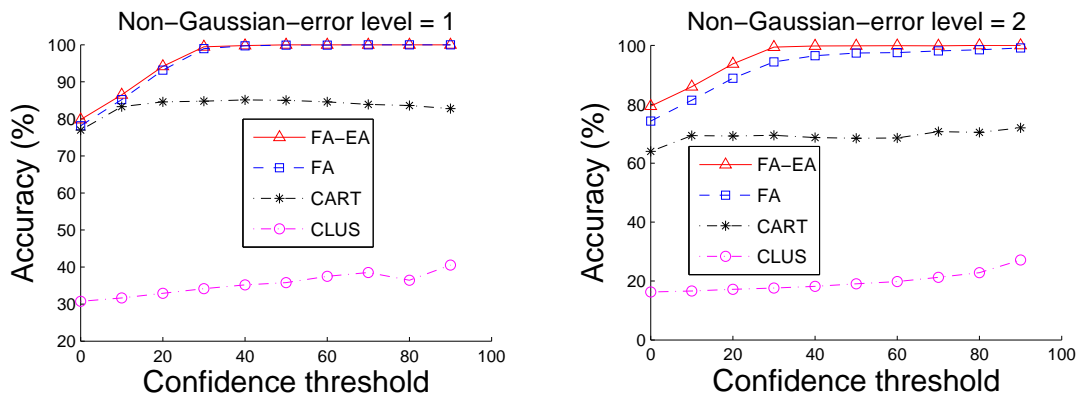 Non-Gaussian-error level = 1
Accuracy (%)
100
90
80
70
60
50
40
30
20
FA-EA
FA
CART
CLUS
0 20 40 60 80 100
Confidence threshold
Non-Gaussian-error level = 2
Accuracy (%)
100
80
60
40
20
0
FA-EA
FA
CART
CLUS
0 20 40 60 80 100
Confidence threshold